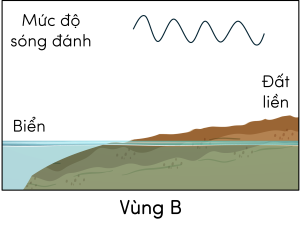 Mức độ
sóng đánh
Đất
liền
Biển
Vùng B